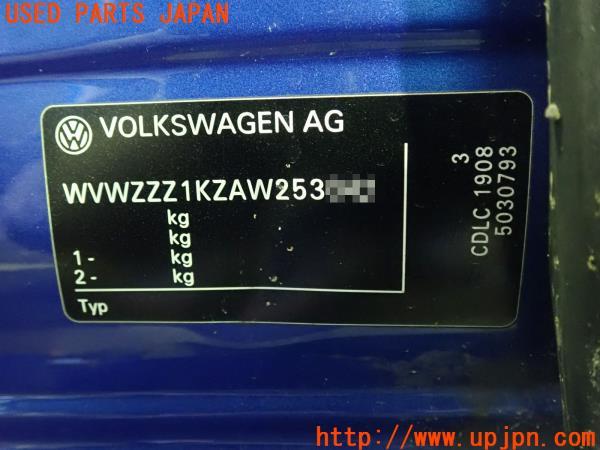 USED PARTS JAPAN
VOLKSWAGEN AG
WVWZZZ1KZAW253
kg
kg
1- kg
2- kg
Typ
3
CDLC 1908
5030793
http://www.upjpn.com/